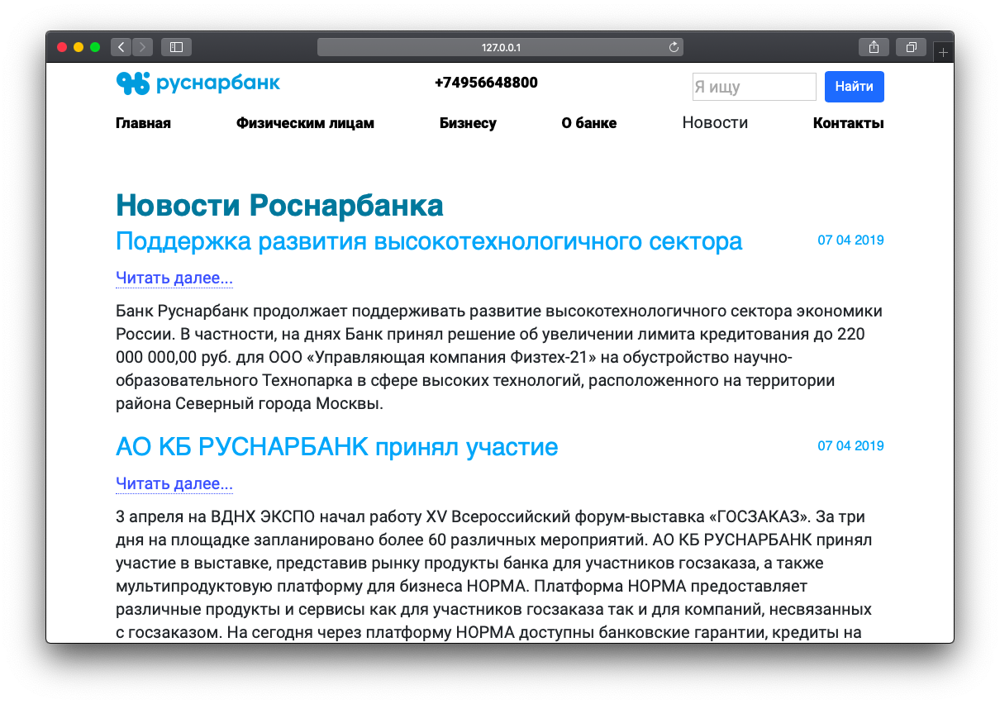 127.0.0.1
руснарбанк
+74956648800
Я ищу
Найти
Главная
Физическим лицам
Бизнесу
О банке
Новости
Контакты
Новости Роснарбанка
Поддержка развития высокотехнологичного сектора
07 04 2019
Читать далее...
Банк Руснарбанк продолжает поддерживать развитие высокотехнологичного сектора экономики
России. В частности, на днях Банк принял решение об увеличении лимита кредитования до 220
000 000,00 руб. для ООО «Управляющая компания Физтех-21» на обустройство научно-
образовательного Технопарка в сфере высоких технологий, расположенного на территории
района Северный города Москвы.
АО КБ РУСНАРБАНК принял участие
07 04 2019
Читать далее...
3 апреля на ВДНХ ЭКСПО начал работу XV Всероссийский форум-выставка «ГОСЗАКАЗ». За три
дня на площадке запланировано более 60 различных мероприятий. АО КБ РУСНАРБАНК принял
участие в выставке, представив рынку продукты банка для участников госзаказа, а также
мультипродуктовую платформу для бизнеса НОРМА. Платформа НОРМА предоставляет
различные продукты и сервисы как для участников госзаказа так и для компаний, несвязанных
с госзаказом. На сегодня через платформу НОРМА доступны банковские гарантии, кредиты на